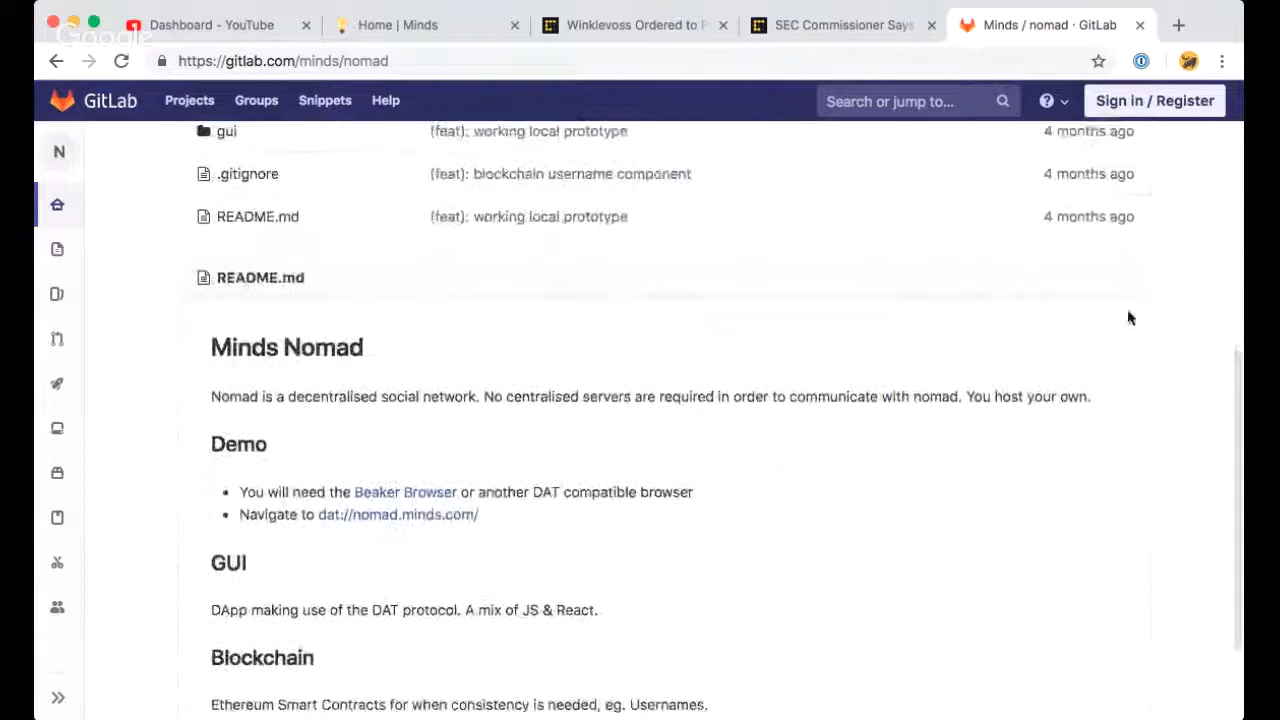 Google
Dashboard - YouTube
Home | Minds
Winklevoss Ordered to P
SEC Commissioner Says
Minds / nomad · GitLab
https://gitlab.com/minds/nomad
GitLab Projects Groups Snippets Help Search or jump to... Sign in / Register
N
gui (feat): working local prototype 4 months ago
.gitignore (feat): blockchain username component 4 months ago
README.md (feat): working local prototype 4 months ago
README.md
Minds Nomad
Nomad is a decentralised social network. No centralised servers are required in order to communicate with nomad. You host your own.
Demo
• You will need the Beaker Browser or another DAT compatible browser
• Navigate to dat://nomad.minds.com/
GUI
DApp making use of the DAT protocol. A mix of JS & React.
Blockchain
Ethereum Smart Contracts for when consistency is needed, eg. Usernames.